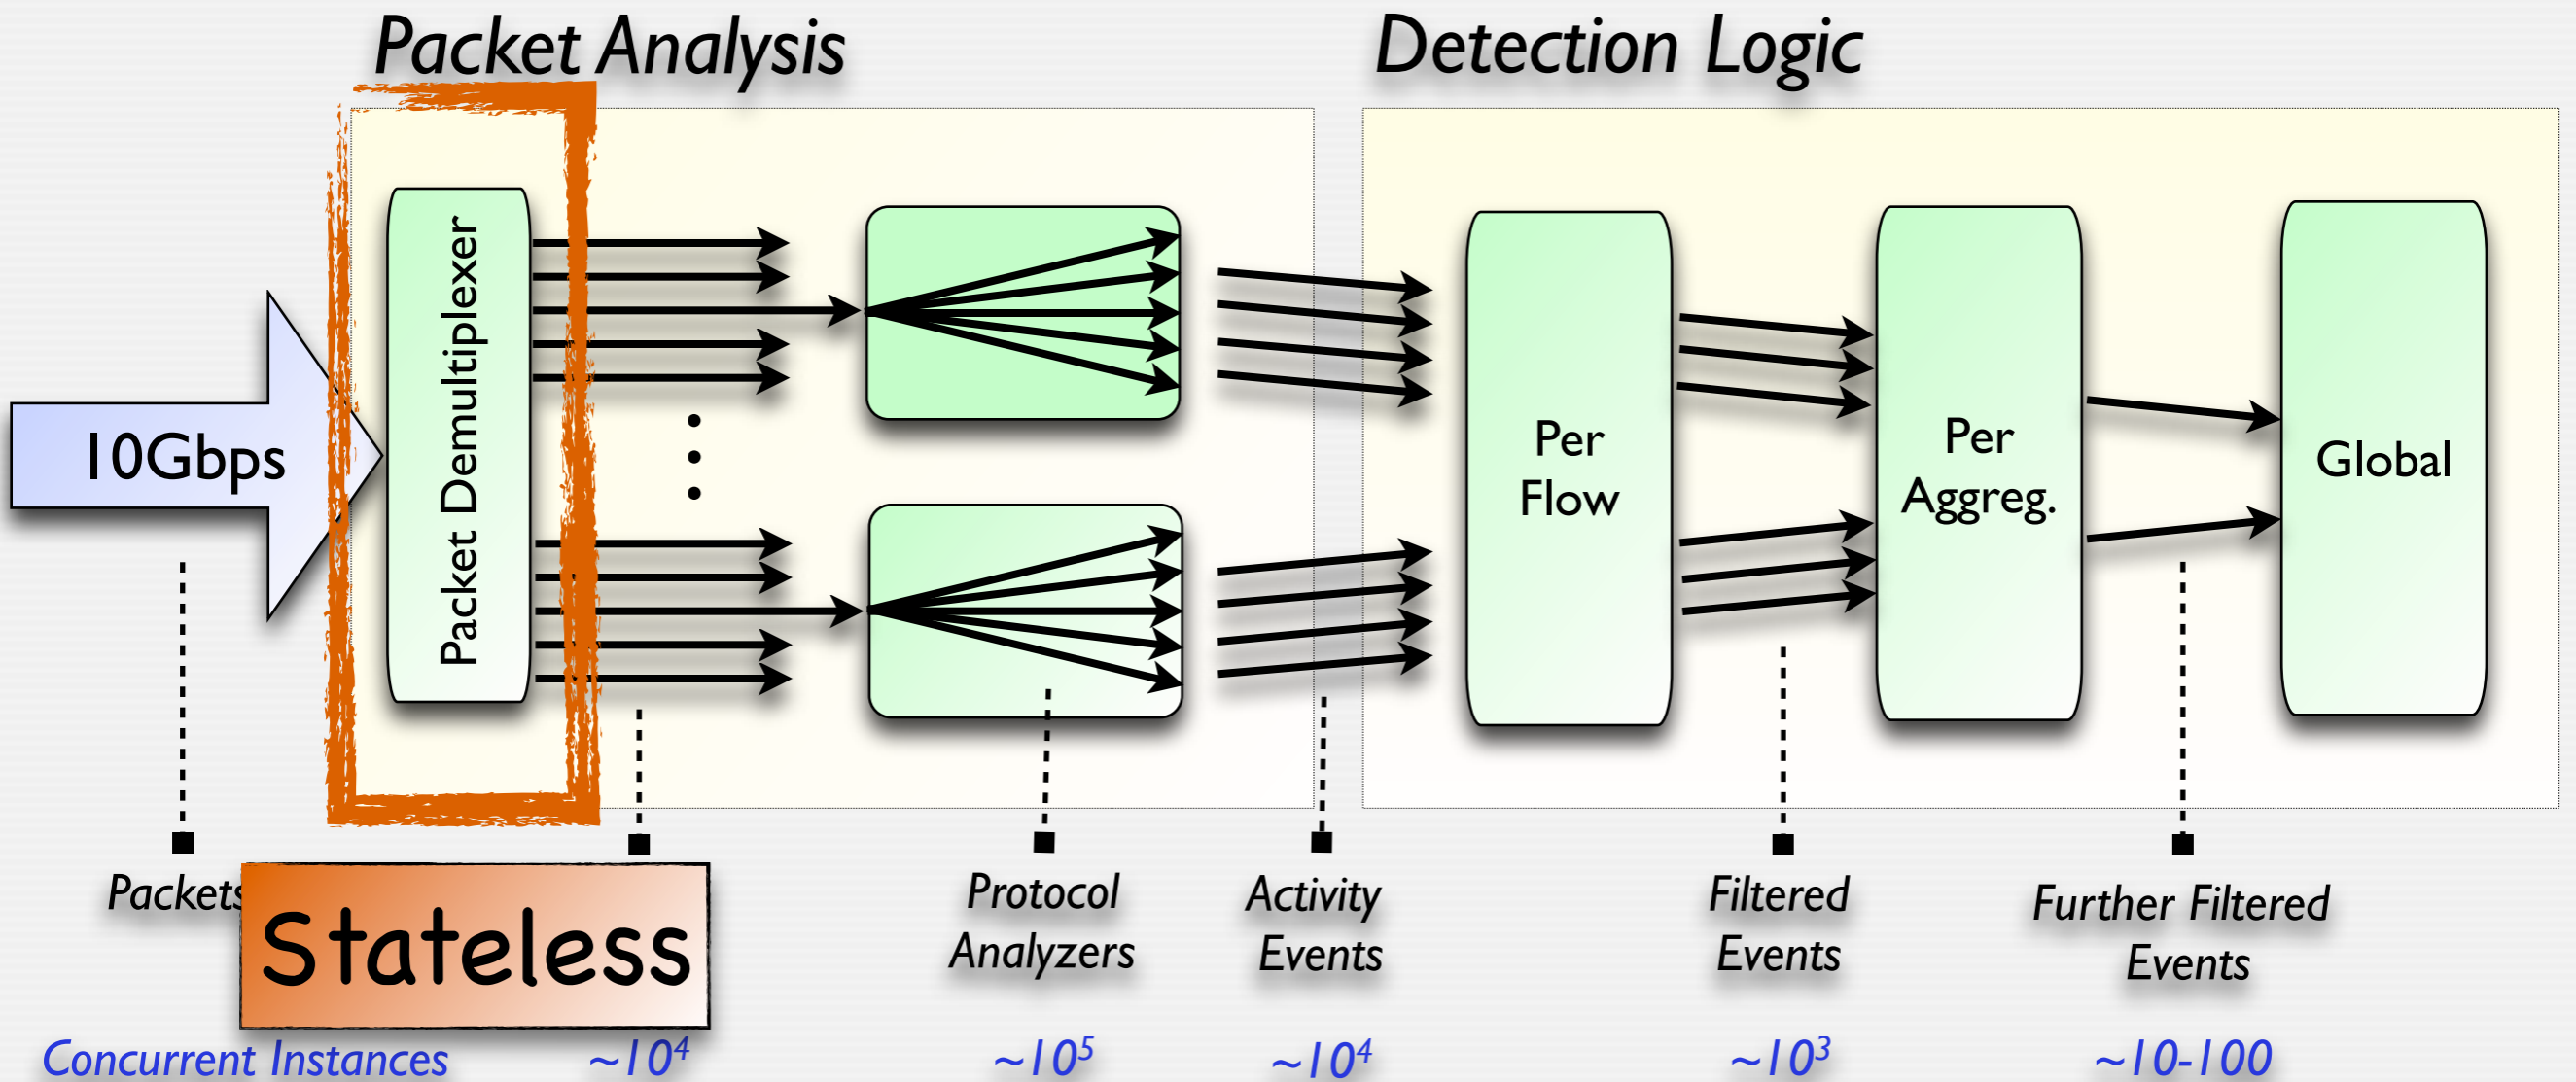 Packet Analysis
Detection Logic
10Gbps
Packet Demultiplexer
Per
Flow
Per
Aggreg.
Global
Packets
Stateless
Protocol
Analyzers
Activity
Events
Filtered
Events
Further Filtered
Events
Concurrent Instances
~10⁴
~10⁵
~10⁴
~10³
~10-100